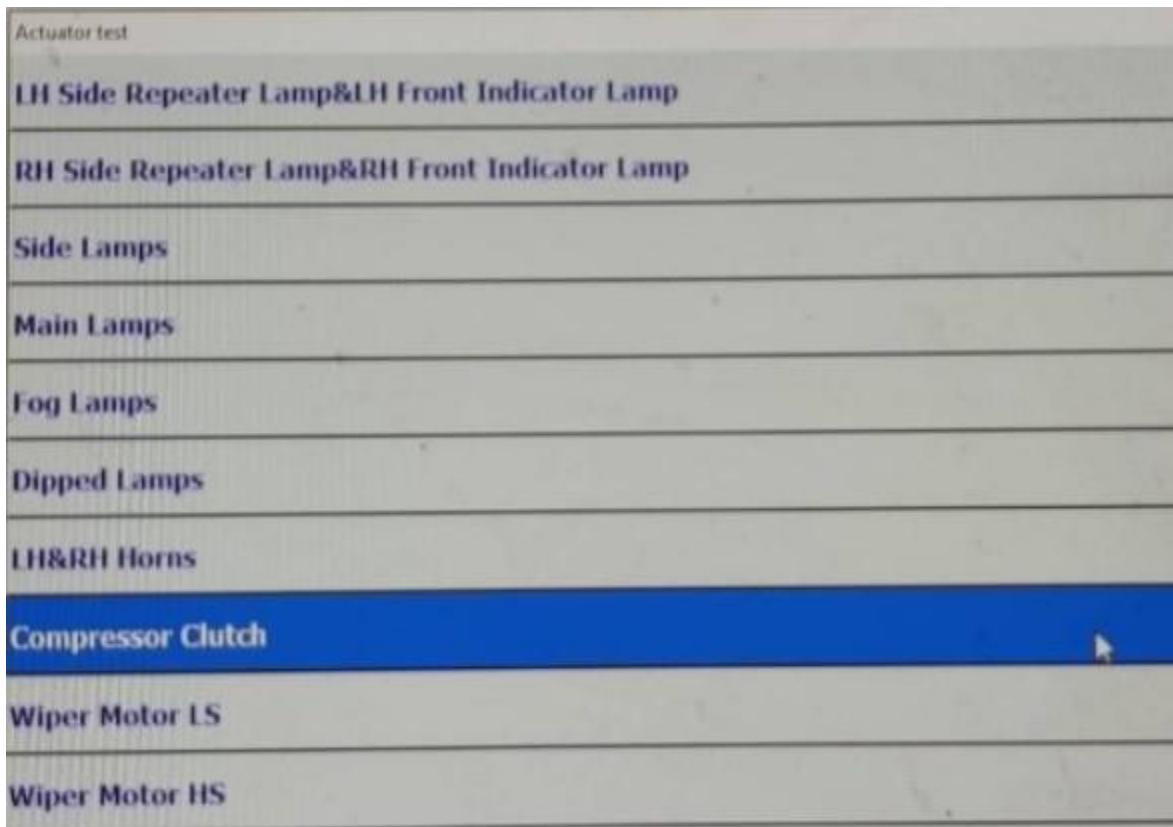 Actuator test
LH Side Repeater Lamp&LH Front Indicator Lamp
RH Side Repeater Lamp&RH Front Indicator Lamp
Side Lamps
Main Lamps
Fog Lamps
Dipped Lamps
LH&RH Horns
Compressor Clutch
Wiper Motor LS
Wiper Motor HS